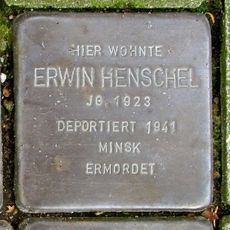 HIER WOHNTE
ERWIN HENSCHEL
JG. 1923
DEPORTIERT 1941
MINSK
ERMORDET